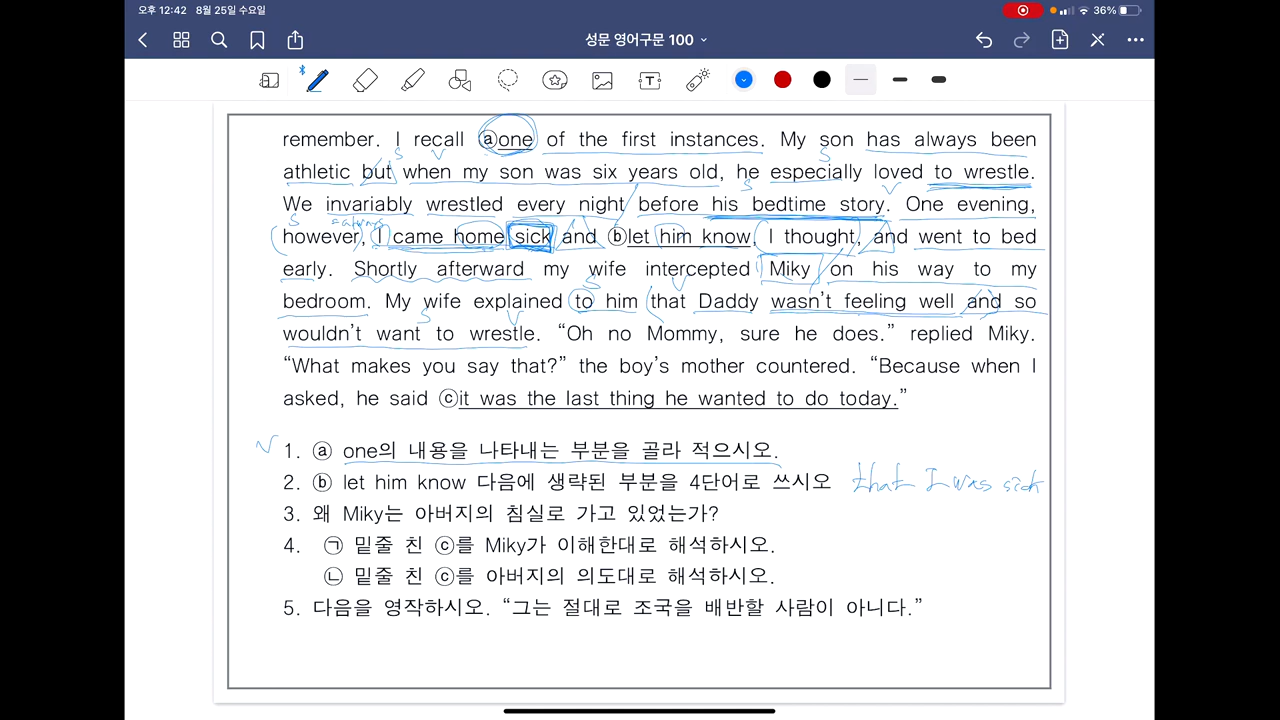 오후 12:42 8월 25일 수요일 36%
성문 영어구문 100
remember. I recall ⓐone of the first instances. My son has always been
s v s
athletic but when my son was six years old, he especially loved to wrestle.
s v
We invariably wrestled every night before his bedtime story. One evening,
s =always
however, I came home sick and ⓑlet him know, I thought, and went to bed
early. Shortly afterward my wife intercepted Miky on his way to my
s v
bedroom. My wife explained to him that Daddy wasn't feeling well and so
s v
wouldn't want to wrestle. “Oh no Mommy, sure he does.” replied Miky.
“What makes you say that?” the boy's mother countered. “Because when I
asked, he said ⓒit was the last thing he wanted to do today.”
v 1. ⓐ one의 내용을 나타내는 부분을 골라 적으시오.
2. ⓑ let him know 다음에 생략된 부분을 4단어로 쓰시오 that I was sick
3. 왜 Miky는 아버지의 침실로 가고 있었는가?
4. ㉠ 밑줄 친 ⓒ를 Miky가 이해한대로 해석하시오.
㉡ 밑줄 친 ⓒ를 아버지의 의도대로 해석하시오.
5. 다음을 영작하시오. “그는 절대로 조국을 배반할 사람이 아니다.”